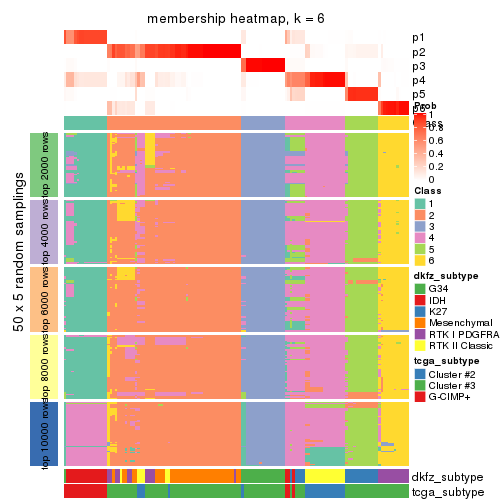 membership heatmap, k = 6
p1
p2
p3
p4
p5
Prob
1
0.8
0.6
0.4
0.2
0
Class
1
2
3
4
5
6
dkfz_subtype
G34
IDH
K27
Mesenchymal
RTK I PDGFRA
RTK II Classic
tcga_subtype
Cluster #2
Cluster #3
G-CIMP+
50 x 5 random samplings
top 2000 rows
top 4000 rows
top 6000 rows
top 8000 rows
top 10000 rows
dkfz_subtype
tcga_subtype